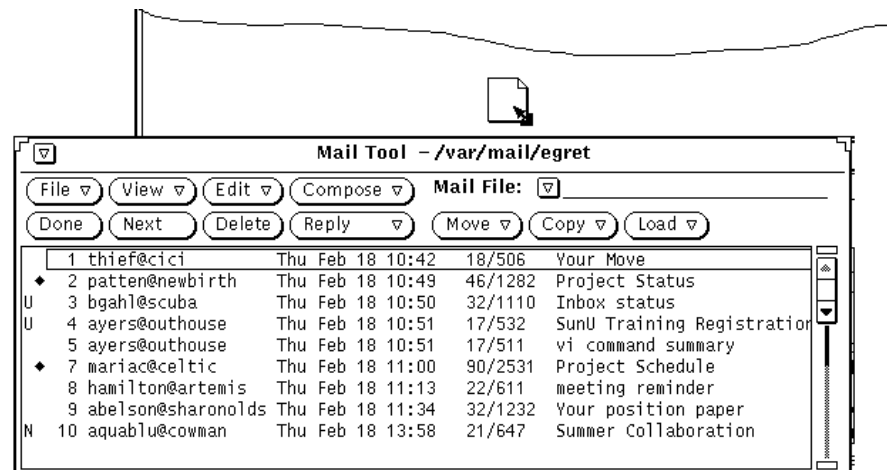 Mail Tool – /var/mail/egret
File View Edit Compose Mail File:
Done Next Delete Reply Move Copy Load
1 thief@cici Thu Feb 18 10:42 18/506 Your Move
2 patten@newbirth Thu Feb 18 10:49 46/1282 Project Status
U 3 bgahl@scuba Thu Feb 18 10:50 32/1110 Inbox status
U 4 ayers@outhouse Thu Feb 18 10:51 17/532 SunU Training Registration
5 ayers@outhouse Thu Feb 18 10:51 17/511 vi command summary
7 mariac@celtic Thu Feb 18 11:00 90/2531 Project Schedule
8 hamilton@artemis Thu Feb 18 11:13 22/611 meeting reminder
9 abelson@sharonolds Thu Feb 18 11:34 32/1232 Your position paper
N 10 aquablu@cowman Thu Feb 18 13:58 21/647 Summer Collaboration